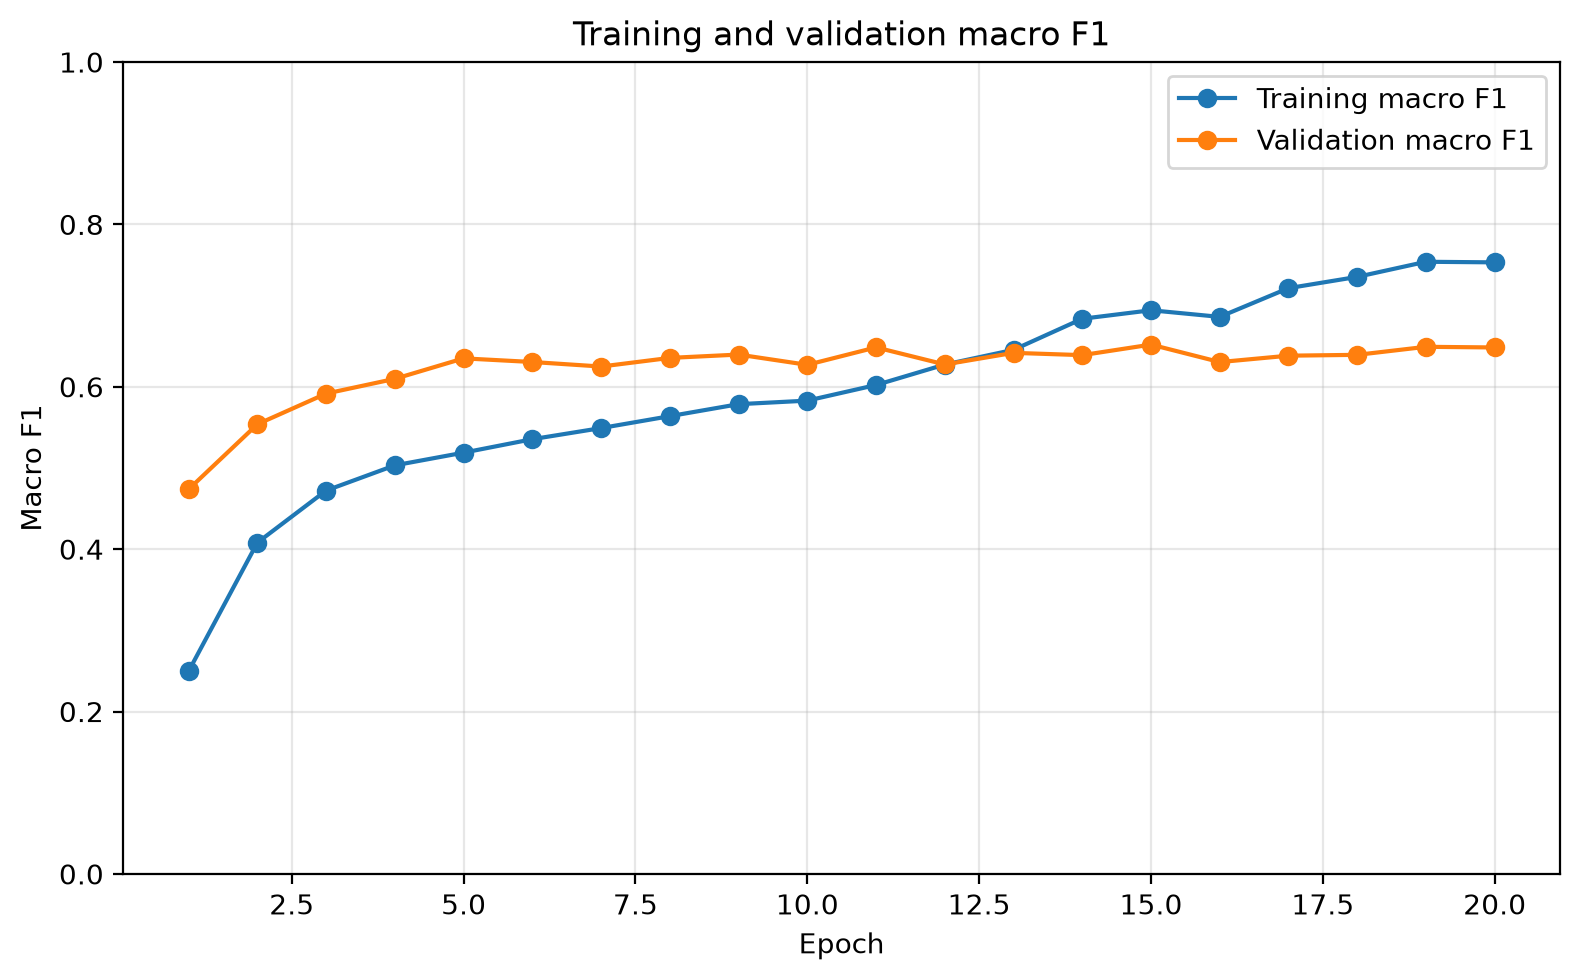 Training and validation macro F1
Training macro F1
Validation macro F1
1.0
0.8
0.6
0.4
0.2
0.0
Macro F1
2.5 5.0 7.5 10.0 12.5 15.0 17.5 20.0
Epoch